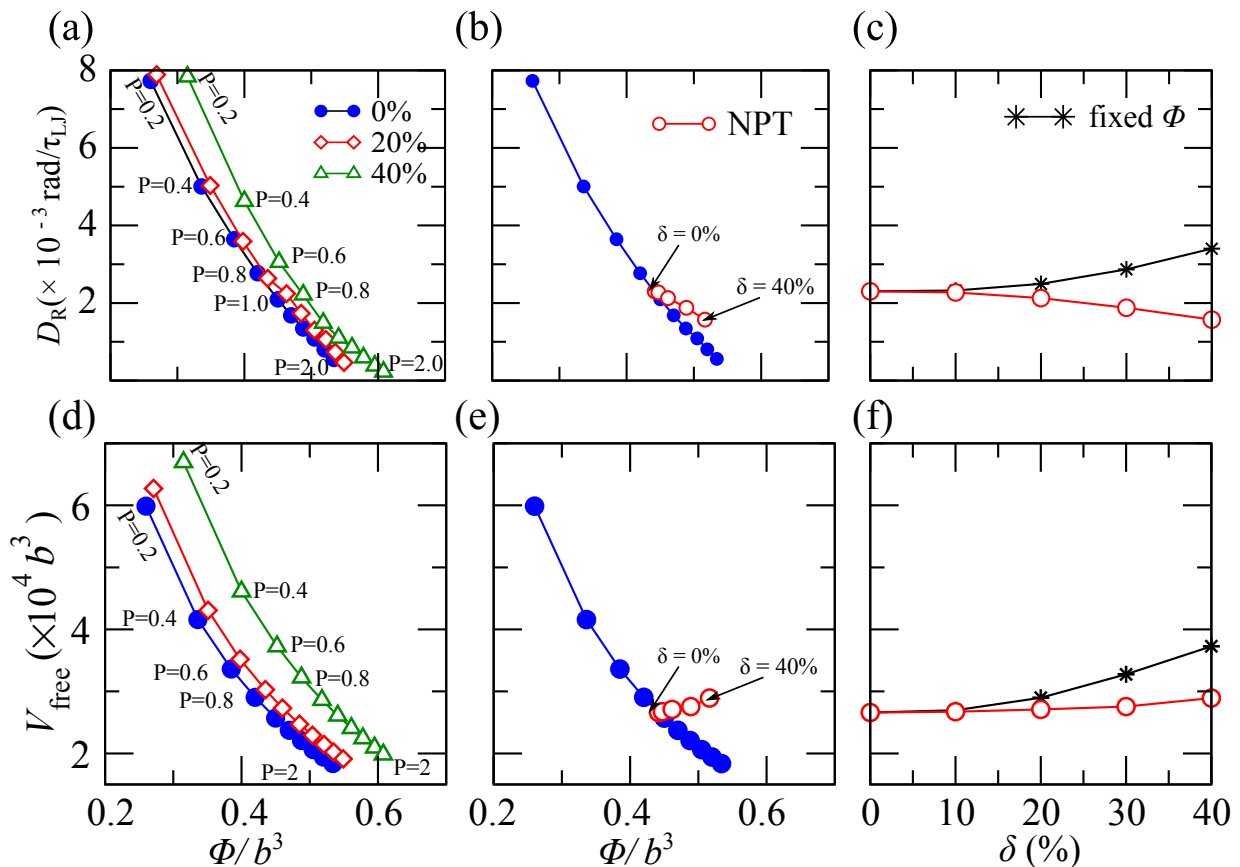 (a)
(b)
(c)
8
6
4
2
D_R(× 10^-3 rad/τ_LJ)
0%
20%
40%
P=0.2
P=0.2
P=0.4
P=0.4
P=0.6
P=0.6
P=0.8
P=0.8
P=1.0
P=2.0
P=2.0
NPT
δ = 0%
δ = 40%
fixed Φ
(d)
(e)
(f)
6
4
2
V_free (×10^4 b^3)
P=0.2
P=0.2
P=0.4
P=0.4
P=0.6
P=0.6
P=0.8
P=0.8
P=2
P=2
δ = 0%
δ = 40%
0.2 0.4 0.6
0.4 0.6
0 10 20 30 40
Φ/b^3
Φ/b^3
δ (%)